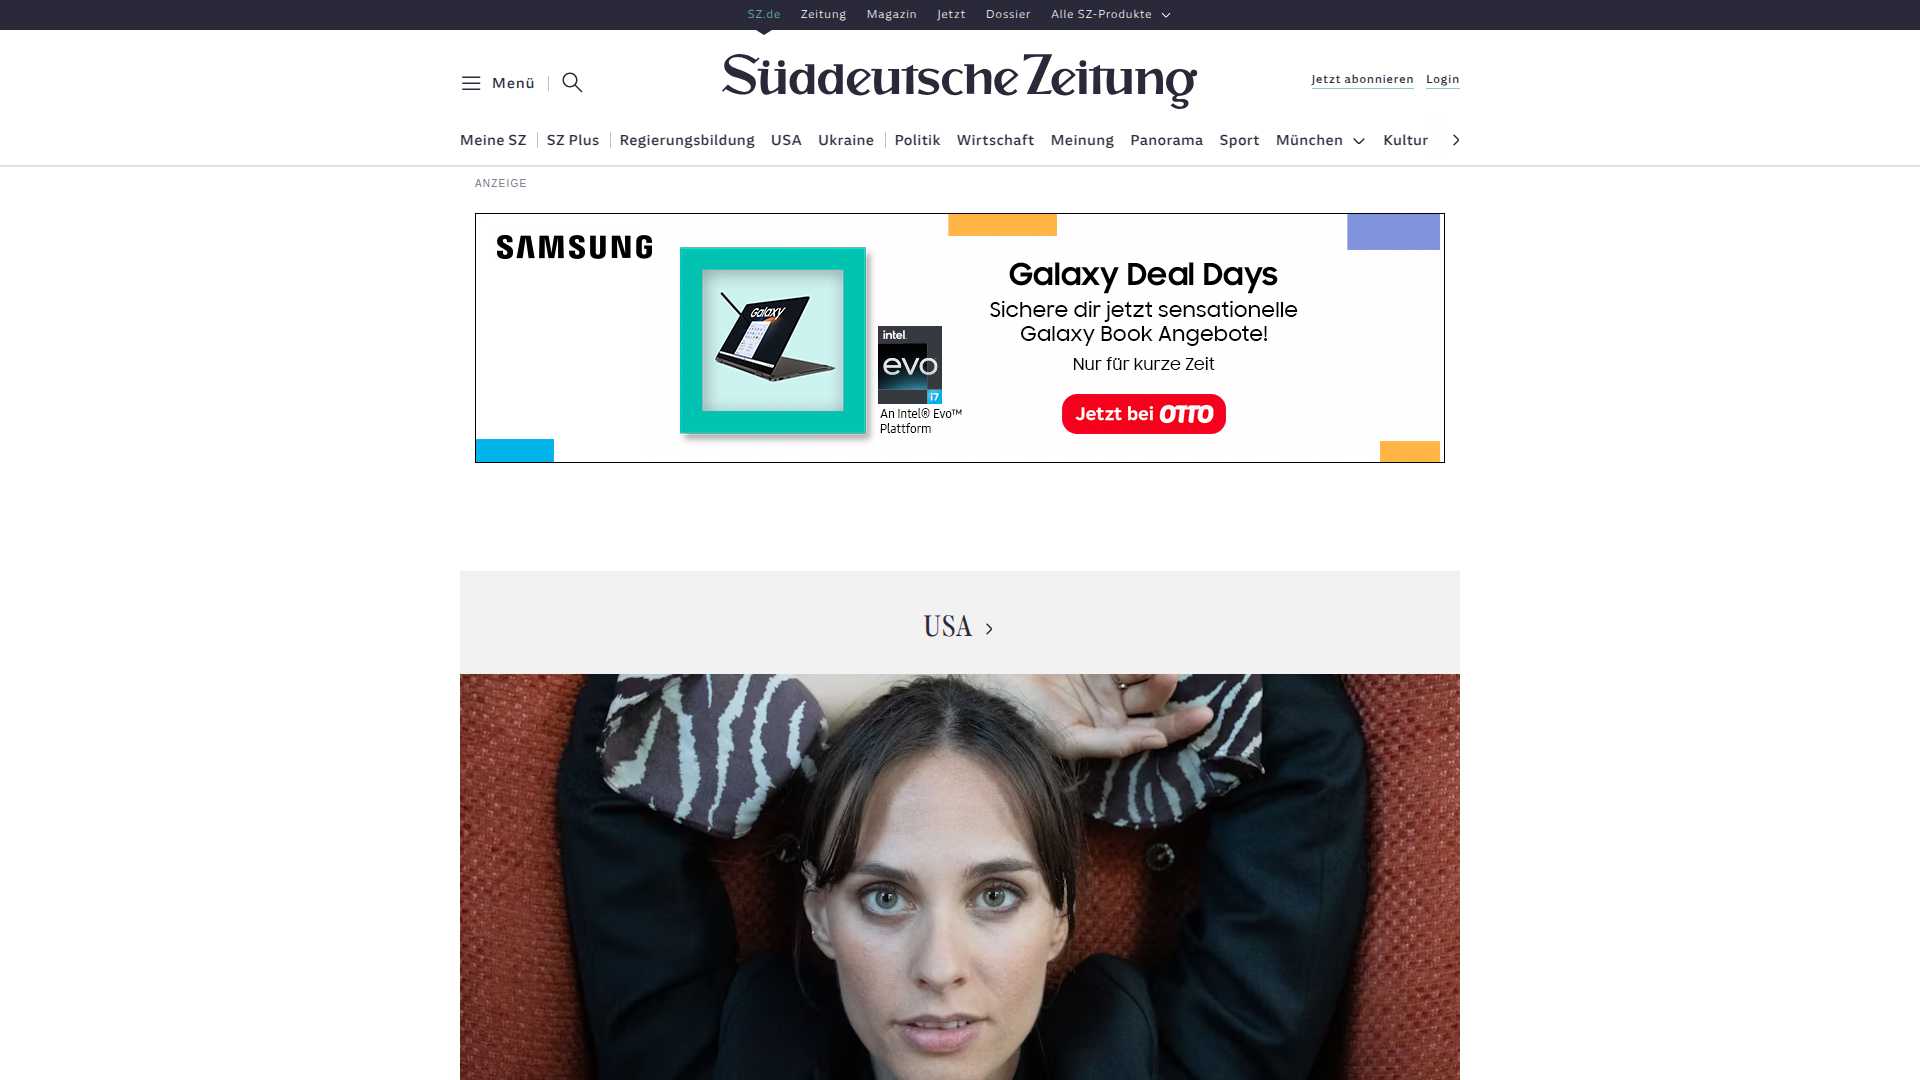 SZ.de Zeitung Magazin Jetzt Dossier Alle SZ-Produkte
Menü
Süddeutsche Zeitung
Jetzt abonnieren Login
Meine SZ SZ Plus Regierungsbildung USA Ukraine Politik Wirtschaft Meinung Panorama Sport München Kultur
ANZEIGE
SAMSUNG
Galaxy
intel
evo
i7
An Intel® Evo™
Plattform
Galaxy Deal Days
Sichere dir jetzt sensationelle
Galaxy Book Angebote!
Nur für kurze Zeit
Jetzt bei OTTO
USA